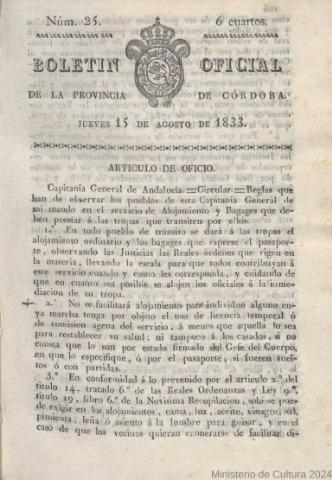 Núm. 25.
6 cuartos.
BOLETIN OFICIAL
DE LA PROVINCIA DE CÓRDOBA.
JUEVES 15 DE AGOSTO DE 1833.
ARTICULO DE OFICIO.
Capitanía General de Andalucía.=Circular.=Reglas que
han de observar los pueblos de esta Capitanía General de
mi mando en el servicio de Alojamiento y Bagages que de-
ben prestar á las tropas que transiten por ellos.
1.ª En todo pueblo de tránsito se dará á las tropas el
alojamiento ordinario y los bagages que esprese el pasapor-
te, observando las Justicias las Reales órdenes que rigen en
la materia, llevando la escala para que todos contribuyan á
este servicio cuando y como les corresponda, y cuidando de
que en cuanto sea posible se alojen los oficiales á la inme-
diacion de su tropa.
2.ª No se facilitará alojamiento para individuo alguno cu-
ya marcha tenga por objeto el uso de licencia temporal ó
de comision agena del servicio, á menos que aquella lo sea
para restablecer su salud; ni tampoco á los casados, si no
consta que lo son por estado firmado del Gefe del Cuerpo,
en que lo especifique, ó por el pasaporte, si fueren suel-
tos ó con partidas.
3.ª En conformidad á lo prevenido por el artículo 2.º del
título 14, tratado 6.º de las Reales Ordenanzas y Ley 9.ª
título 19, libro 6.º de la Novísima Recopilacion, solo se pue-
de exigir en los alojamientos, cama, luz, aceite, vinagre, sal,
pimienta, leña ó asiento á la lumbre para guisar, y en el
caso de que los vecinos quieran exonerarse de facilitar di-
Ministerio de Cultura 2024